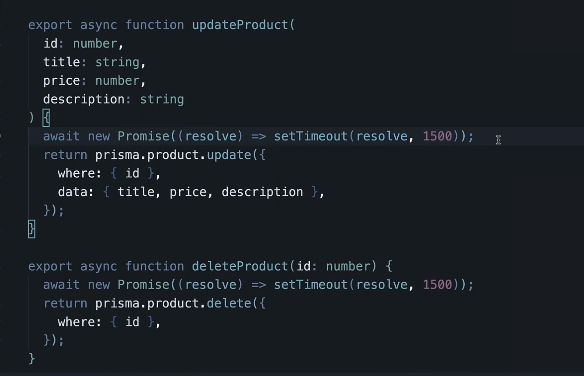 export async function updateProduct(
  id: number,
  title: string,
  price: number,
  description: string
) {
  await new Promise((resolve) => setTimeout(resolve, 1500));
  return prisma.product.update({
    where: { id },
    data: { title, price, description },
  });
}

export async function deleteProduct(id: number) {
  await new Promise((resolve) => setTimeout(resolve, 1500));
  return prisma.product.delete({
    where: { id },
  });
}